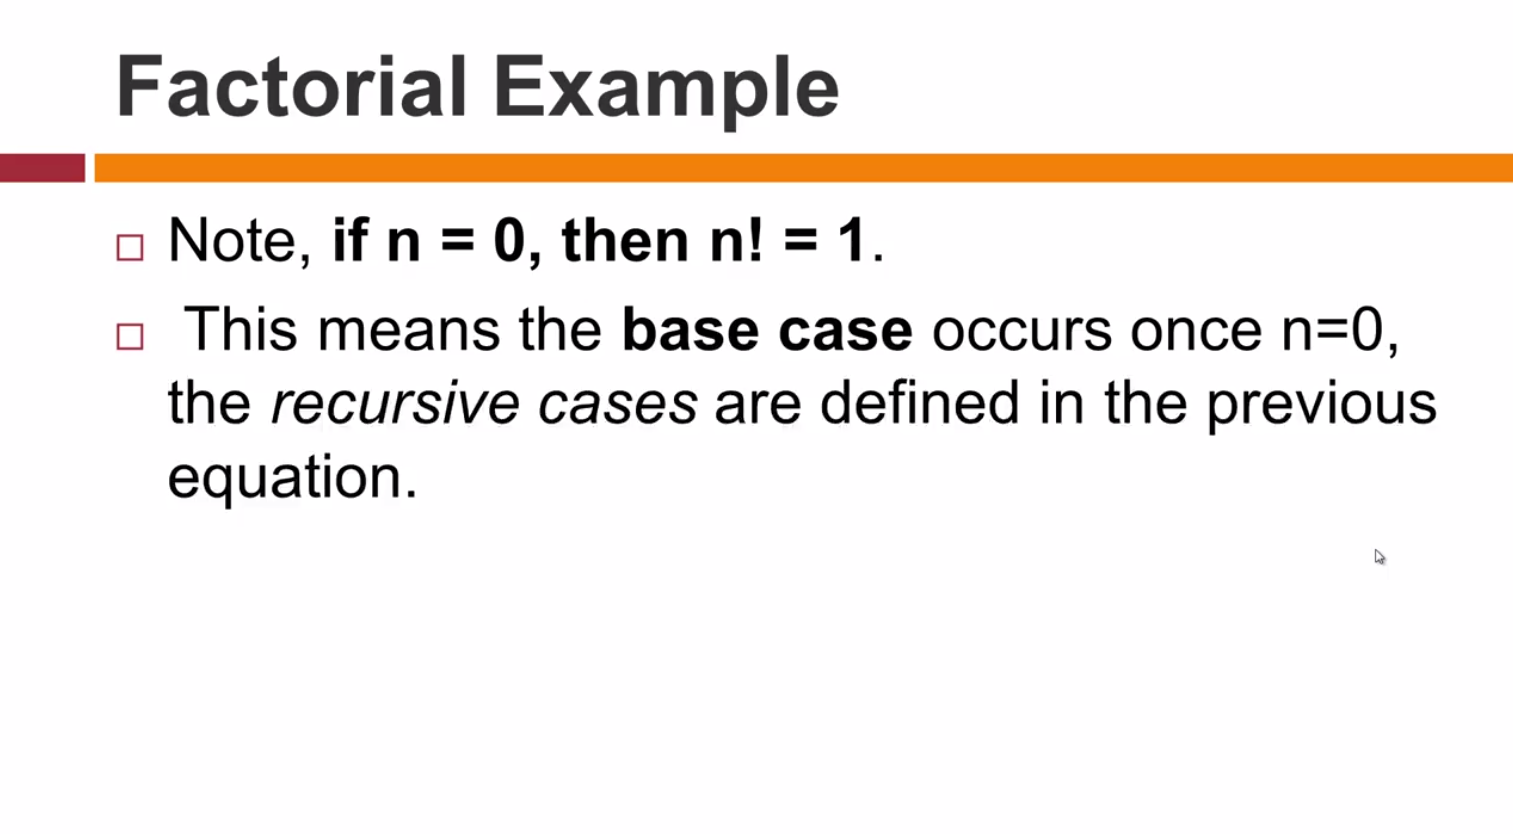 Factorial Example
Note, if n = 0, then n! = 1.
This means the base case occurs once n=0,
the recursive cases are defined in the previous
equation.